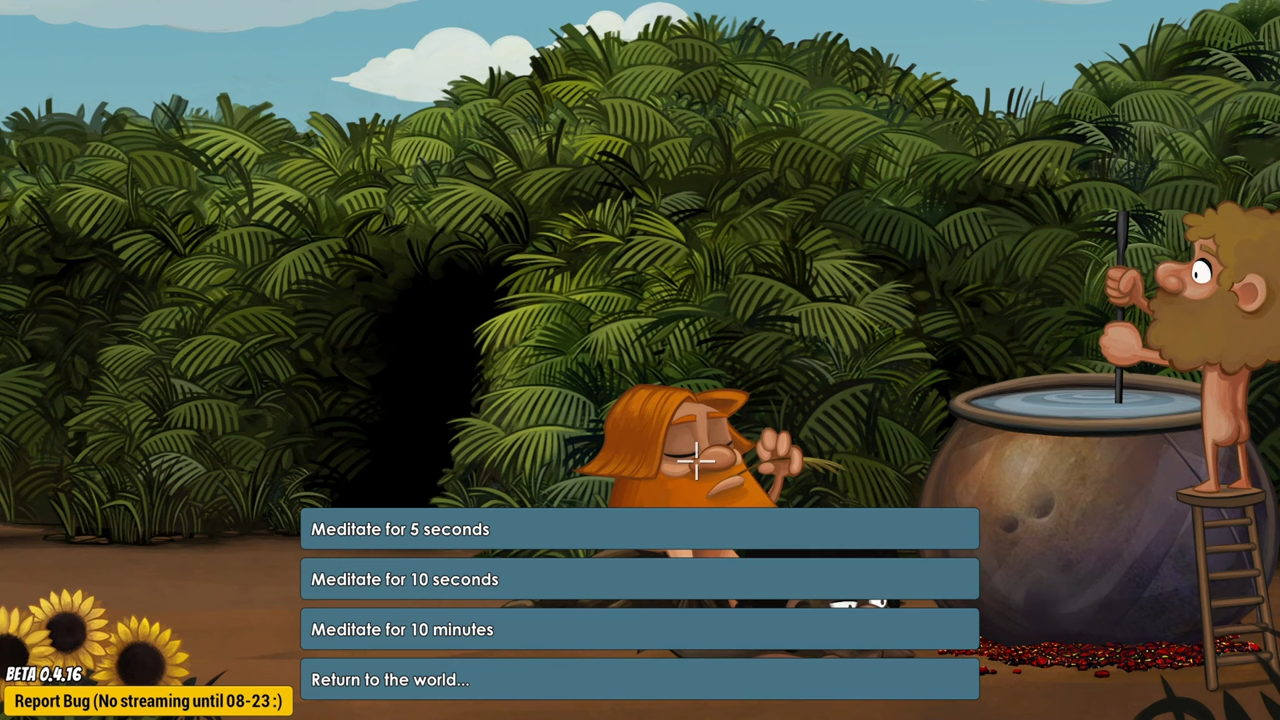 Meditate for 5 seconds
Meditate for 10 seconds
Meditate for 10 minutes
Return to the world...
BETA 0.4.16
Report Bug (No streaming until 08-23 :)